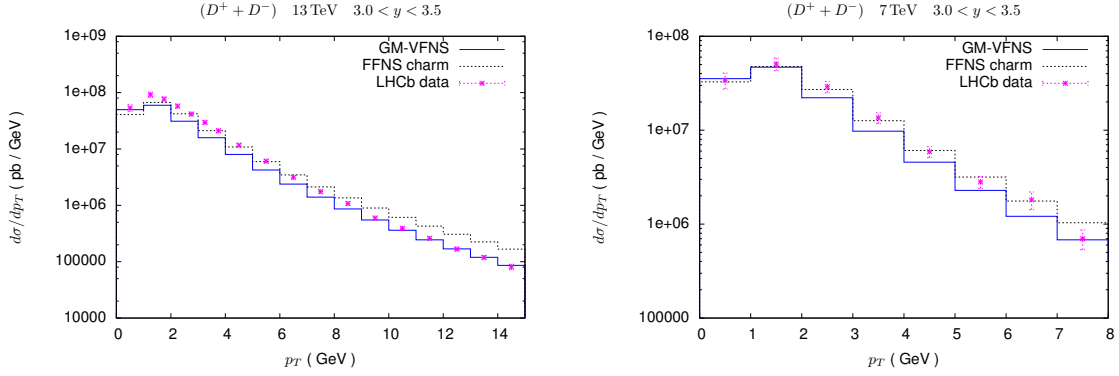 (D⁺ + D⁻) 13 TeV 3.0 < y < 3.5
1e+09
1e+08
1e+07
1e+06
100000
10000
GM-VFNS
FFNS charm
LHCb data
dσ/dp_T ( pb / GeV )
0 2 4 6 8 10 12 14
p_T ( GeV )
(D⁺ + D⁻) 7 TeV 3.0 < y < 3.5
1e+08
1e+07
1e+06
100000
GM-VFNS
FFNS charm
LHCb data
dσ/dp_T ( pb / GeV )
0 1 2 3 4 5 6 7 8
p_T ( GeV )